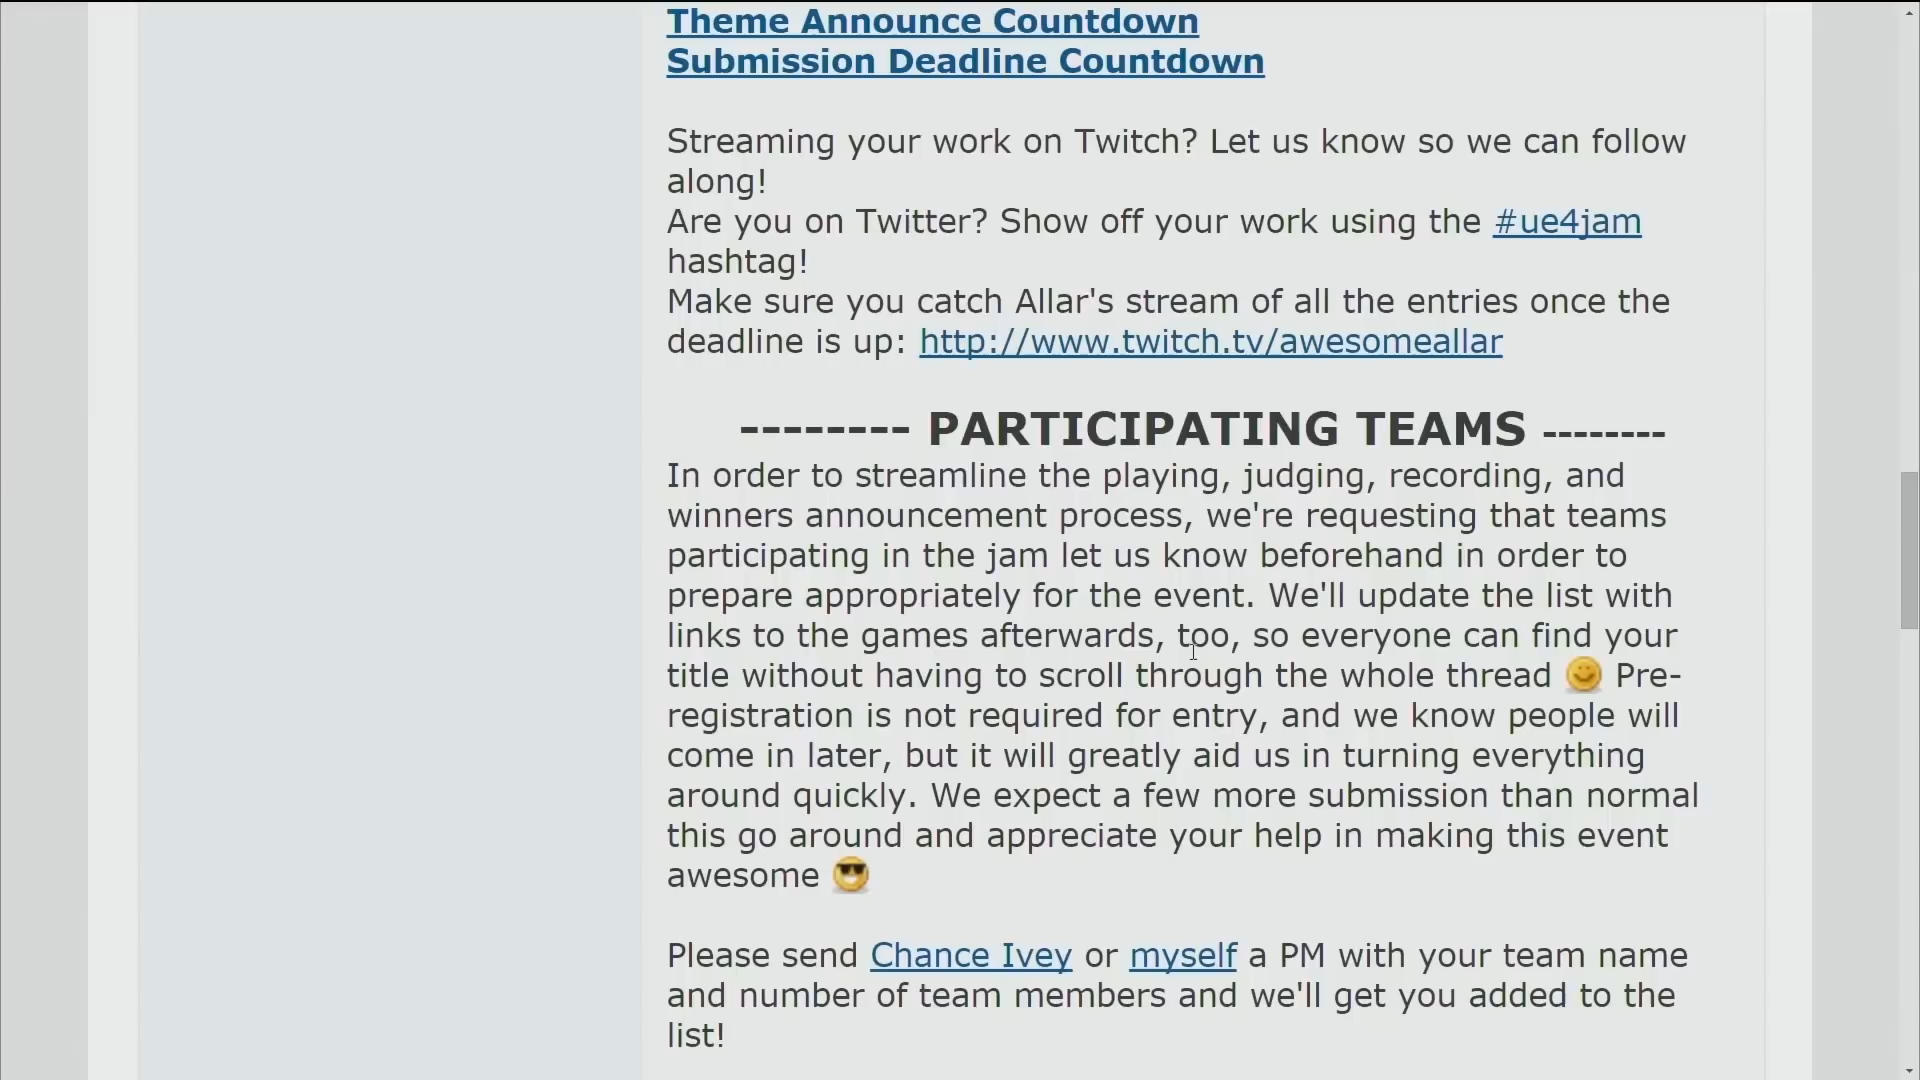 Theme Announce Countdown
Submission Deadline Countdown
Streaming your work on Twitch? Let us know so we can follow
along!
Are you on Twitter? Show off your work using the #ue4jam
hashtag!
Make sure you catch Allar's stream of all the entries once the
deadline is up: http://www.twitch.tv/awesomeallar
-------- PARTICIPATING TEAMS --------
In order to streamline the playing, judging, recording, and
winners announcement process, we're requesting that teams
participating in the jam let us know beforehand in order to
prepare appropriately for the event. We'll update the list with
links to the games afterwards, too, so everyone can find your
title without having to scroll through the whole thread Pre-
registration is not required for entry, and we know people will
come in later, but it will greatly aid us in turning everything
around quickly. We expect a few more submission than normal
this go around and appreciate your help in making this event
awesome
Please send Chance Ivey or myself a PM with your team name
and number of team members and we'll get you added to the
list!